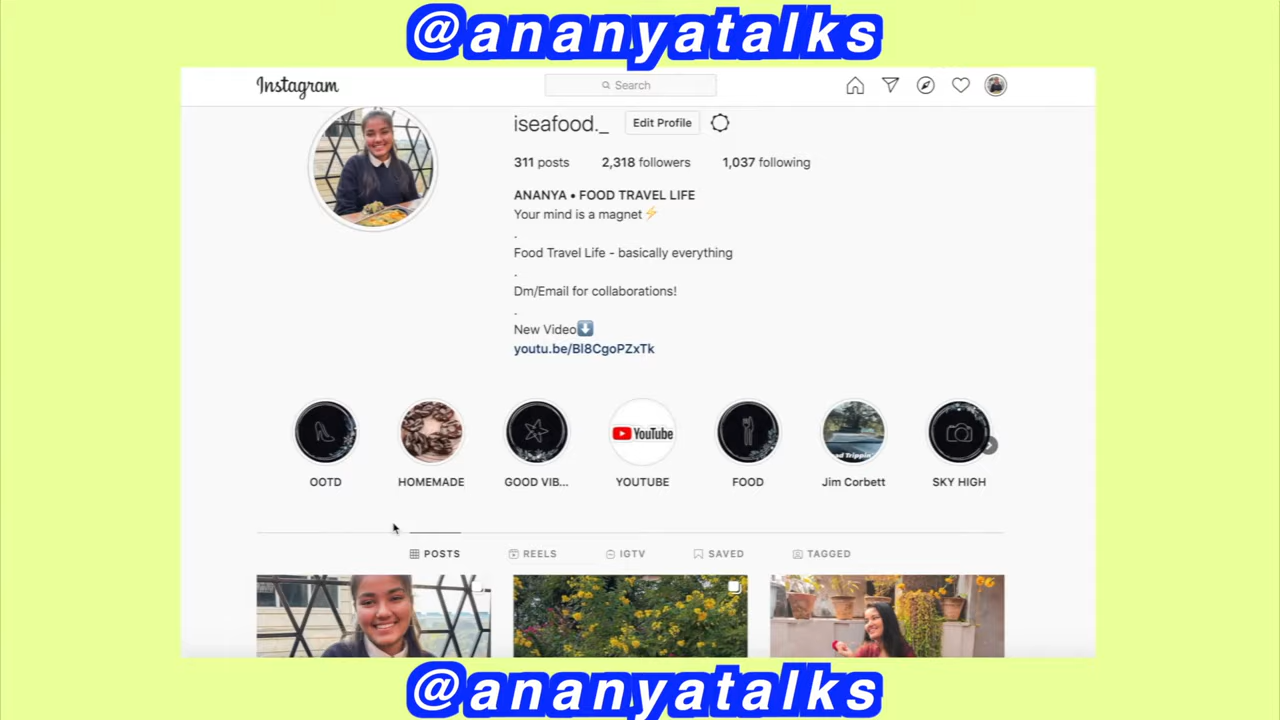 @ananyatalks
Instagram
Search
iseafood._ Edit Profile
311 posts 2,318 followers 1,037 following
ANANYA • FOOD TRAVEL LIFE
Your mind is a magnet⚡
.
Food Travel Life - basically everything
.
Dm/Email for collaborations!
.
New Video⬇️
youtu.be/Bl8CgoPZxTk
YouTube
OOTD HOMEMADE GOOD VIB... YOUTUBE FOOD Jim Corbett SKY HIGH
POSTS REELS IGTV SAVED TAGGED
@ananyatalks